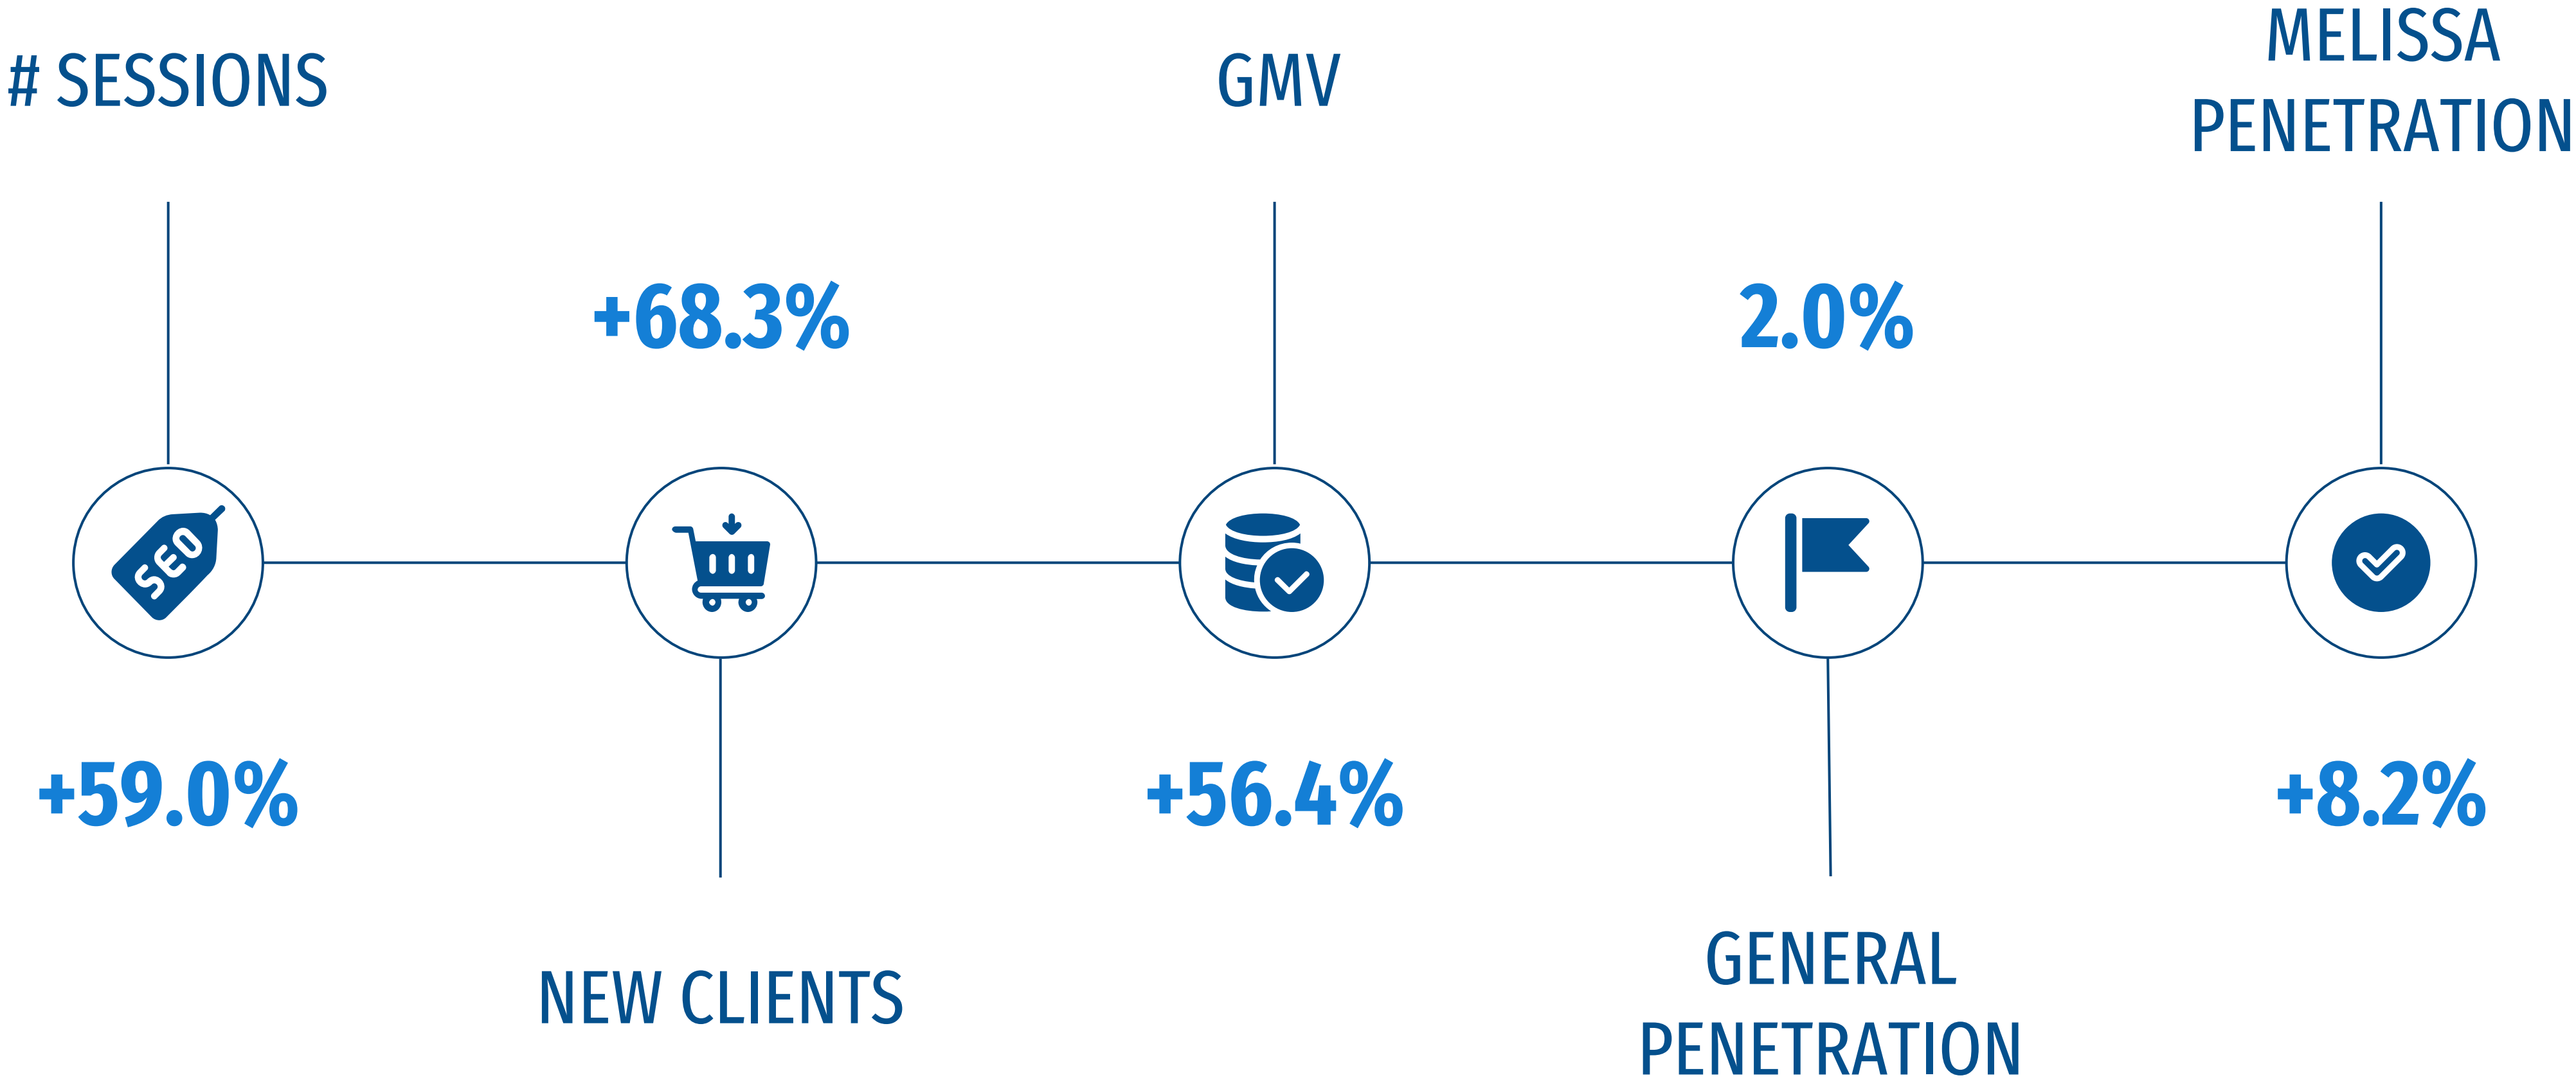 # SESSIONS
+59.0%
+68.3%
NEW CLIENTS
GMV
+56.4%
2.0%
GENERAL
PENETRATION
MELISSA
PENETRATION
+8.2%
SEO